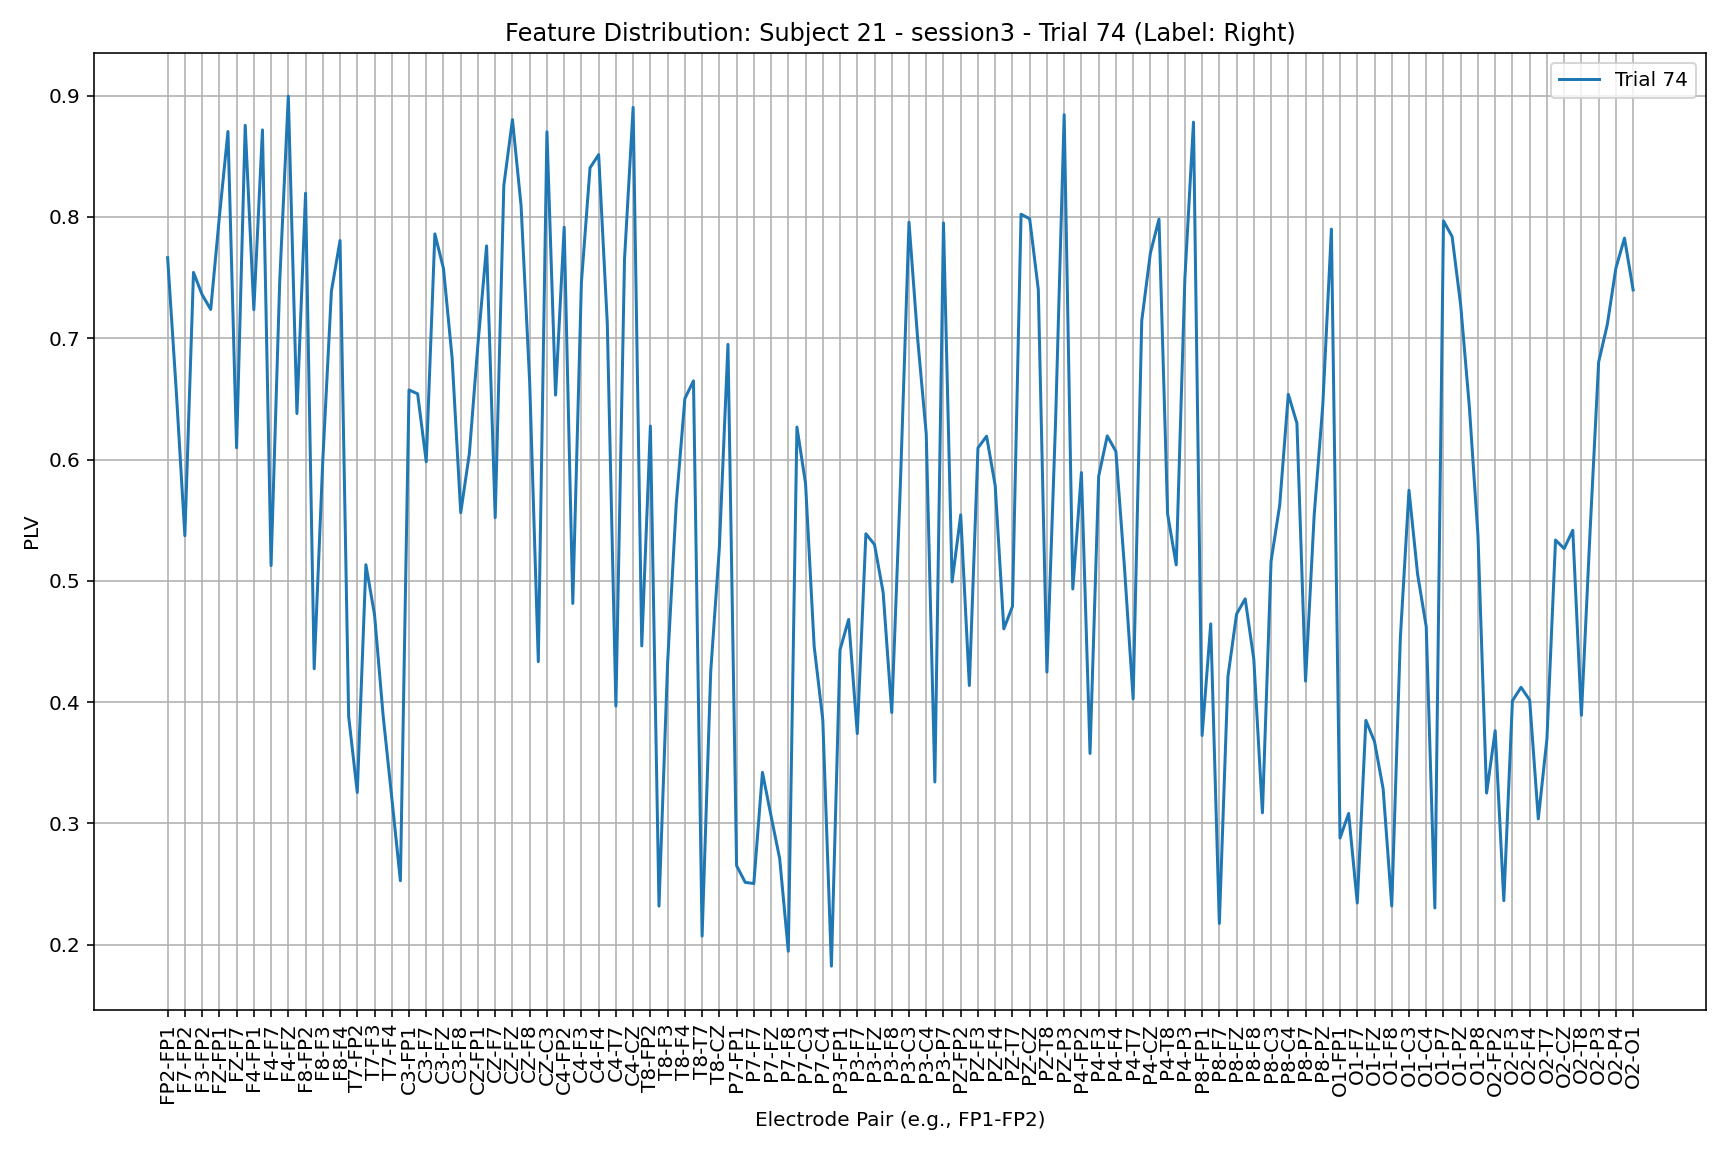 Feature Distribution: Subject 21 - session3 - Trial 74 (Label: Right)
Trial 74
PLV
0.9
0.8
0.7
0.6
0.5
0.4
0.3
0.2
FP2-FP1
F7-FP2
F3-FP2
FZ-FP1
FZ-F7
F4-FP1
F4-F7
F4-FZ
F8-FP2
F8-F3
F8-F4
T7-FP2
T7-F3
T7-F4
C3-FP1
C3-F7
C3-FZ
C3-F8
CZ-FP1
CZ-F7
CZ-FZ
CZ-F8
CZ-C3
C4-FP2
C4-F3
C4-F4
C4-T7
C4-CZ
T8-FP2
T8-F3
T8-F4
T8-T7
T8-CZ
P7-FP1
P7-F7
P7-FZ
P7-F8
P7-C3
P7-C4
P3-FP1
P3-F7
P3-FZ
P3-F8
P3-C3
P3-C4
P3-P7
PZ-FP2
PZ-F3
PZ-F4
PZ-T7
PZ-CZ
PZ-T8
PZ-P3
P4-FP2
P4-F3
P4-F4
P4-T7
P4-CZ
P4-T8
P4-P3
P8-FP1
P8-F7
P8-FZ
P8-F8
P8-C3
P8-C4
P8-P7
P8-PZ
O1-FP1
O1-F7
O1-FZ
O1-F8
O1-C3
O1-C4
O1-P7
O1-PZ
O1-P8
O2-FP2
O2-F3
O2-F4
O2-T7
O2-CZ
O2-T8
O2-P3
O2-P4
O2-O1
Electrode Pair (e.g., FP1-FP2)